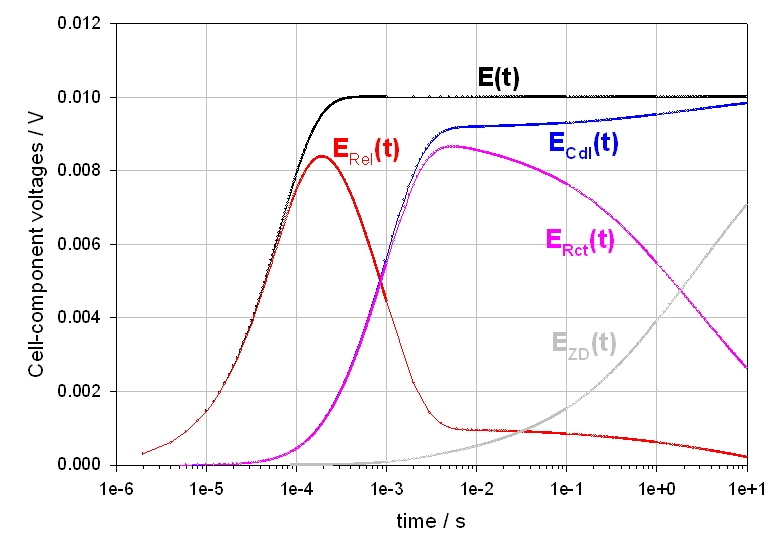 Cell-component voltages / V
0.012
0.010
0.008
0.006
0.004
0.002
0.000
E(t)
ERel(t)
ECdl(t)
ERct(t)
EZD(t)
1e-6 1e-5 1e-4 1e-3 1e-2 1e-1 1e+0 1e+1
time / s